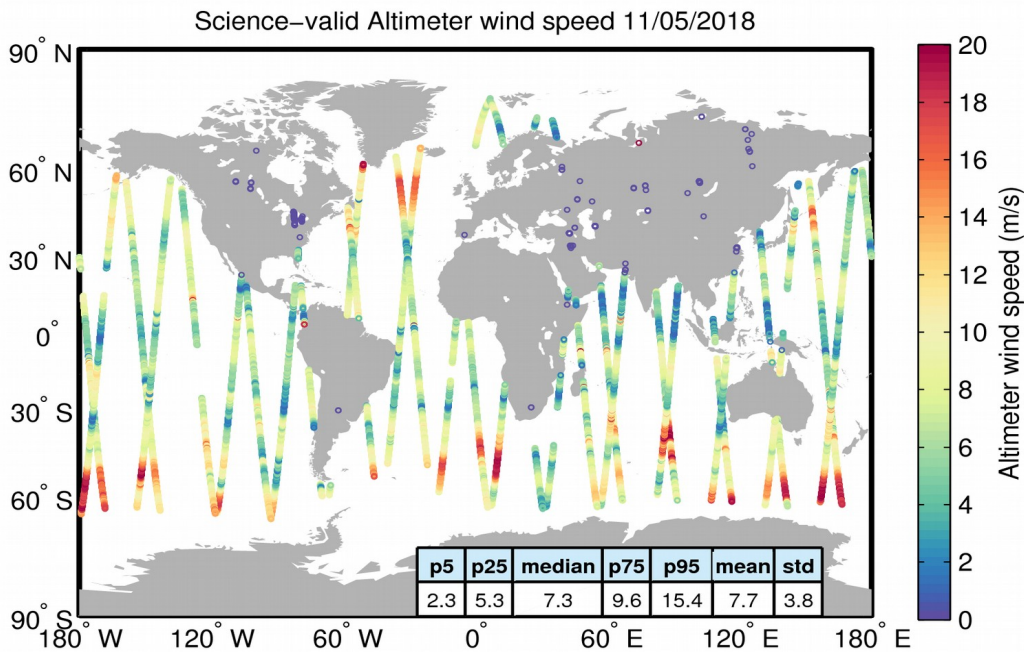 Science−valid Altimeter wind speed 11/05/2018
90° N
60° N
30° N
0°
30° S
60° S
90° S
180° W
120° W
60° W
0°
60° E
120° E
180° E
p5 p25 median p75 p95 mean std
2.3 5.3 7.3 9.6 15.4 7.7 3.8
20
18
16
14
12
10
8
6
4
2
0
Altimeter wind speed (m/s)